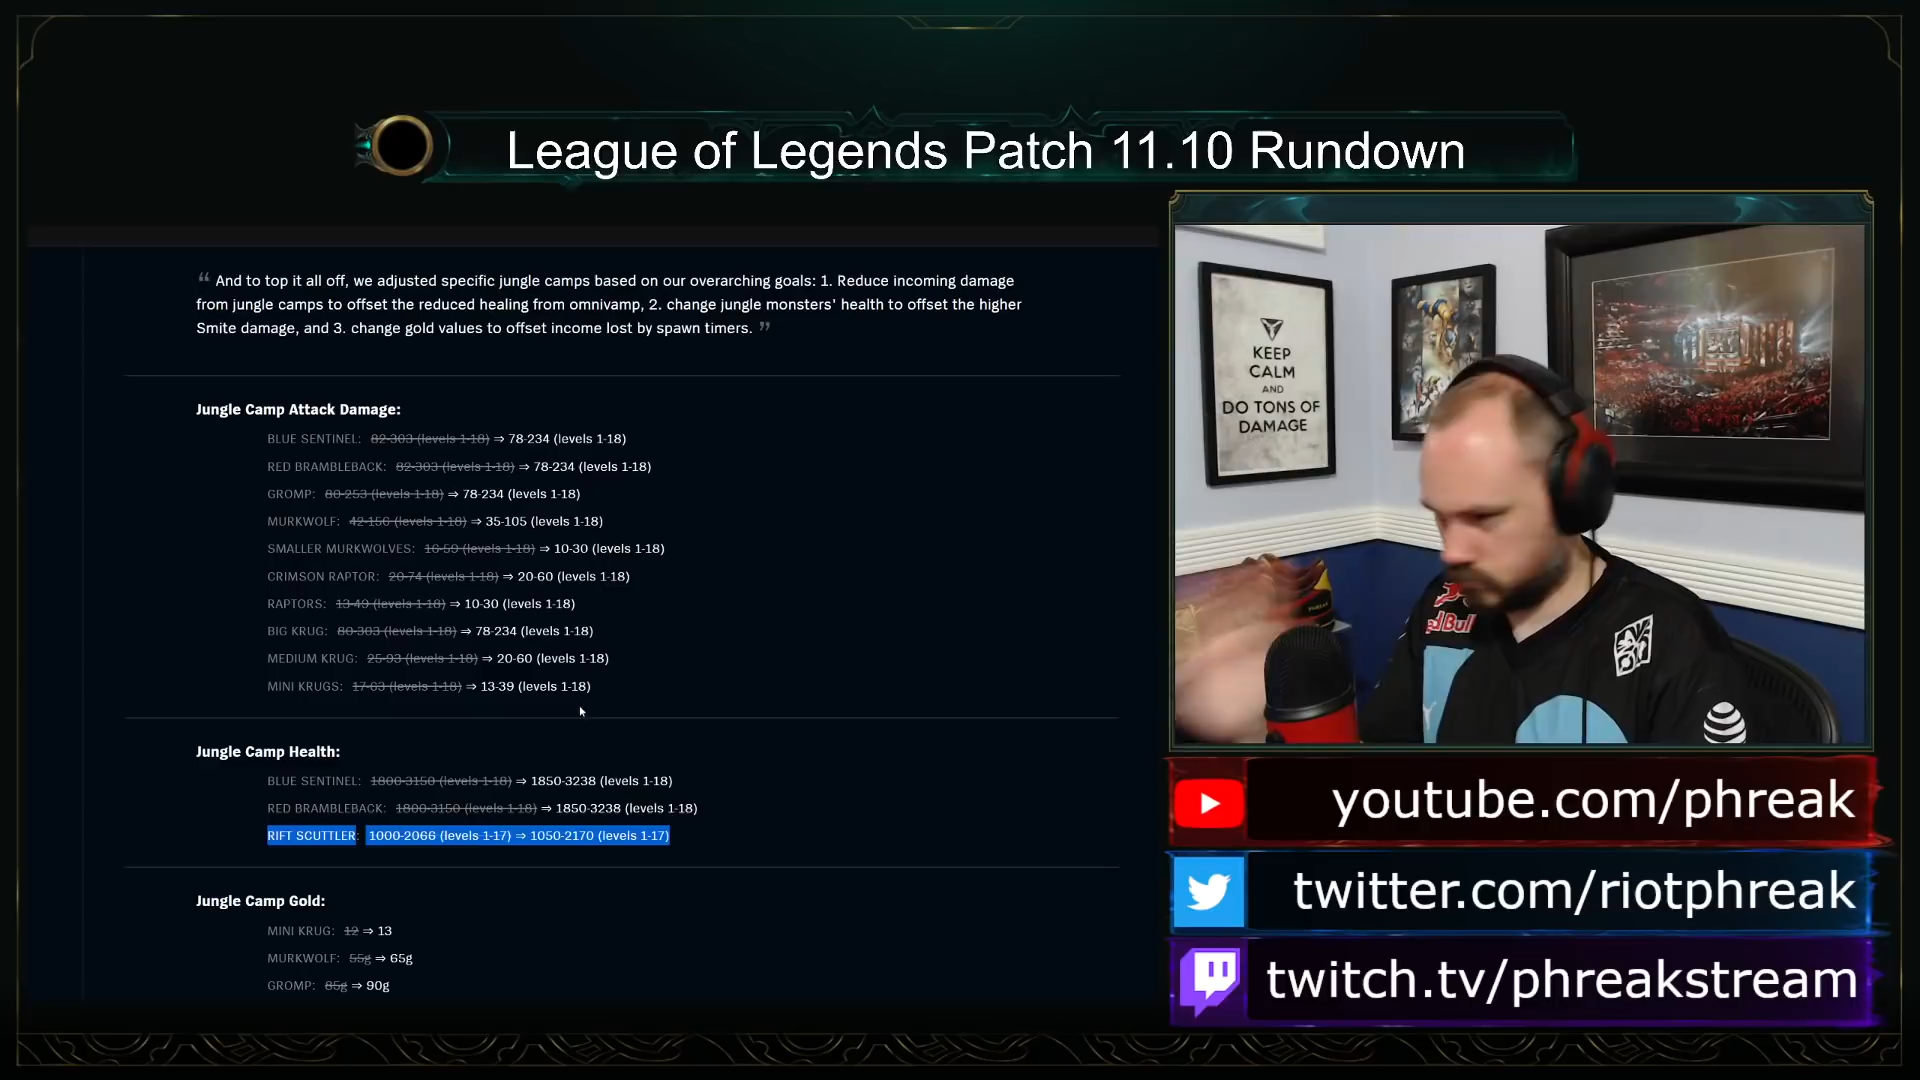 League of Legends Patch 11.10 Rundown
“ And to top it all off, we adjusted specific jungle camps based on our overarching goals: 1. Reduce incoming damage
from jungle camps to offset the reduced healing from omnivamp, 2. change jungle monsters' health to offset the higher
Smite damage, and 3. change gold values to offset income lost by spawn timers. ”
Jungle Camp Attack Damage:
BLUE SENTINEL: 82-303 (levels 1-18) ⇒ 78-234 (levels 1-18)
RED BRAMBLEBACK: 82-303 (levels 1-18) ⇒ 78-234 (levels 1-18)
GROMP: 80-253 (levels 1-18) ⇒ 78-234 (levels 1-18)
MURKWOLF: 42-156 (levels 1-18) ⇒ 35-105 (levels 1-18)
SMALLER MURKWOLVES: 16-59 (levels 1-18) ⇒ 10-30 (levels 1-18)
CRIMSON RAPTOR: 20-74 (levels 1-18) ⇒ 20-60 (levels 1-18)
RAPTORS: 13-49 (levels 1-18) ⇒ 10-30 (levels 1-18)
BIG KRUG: 80-303 (levels 1-18) ⇒ 78-234 (levels 1-18)
MEDIUM KRUG: 25-93 (levels 1-18) ⇒ 20-60 (levels 1-18)
MINI KRUGS: 17-63 (levels 1-18) ⇒ 13-39 (levels 1-18)
Jungle Camp Health:
BLUE SENTINEL: 1800-3150 (levels 1-18) ⇒ 1850-3238 (levels 1-18)
RED BRAMBLEBACK: 1800-3150 (levels 1-18) ⇒ 1850-3238 (levels 1-18)
RIFT SCUTTLER: 1000-2066 (levels 1-17) ⇒ 1050-2170 (levels 1-17)
Jungle Camp Gold:
MINI KRUG: 12 ⇒ 13
MURKWOLF: 55g ⇒ 65g
GROMP: 85g ⇒ 90g
KEEP
CALM
AND
DO TONS OF
DAMAGE
Red Bull
AT&T
youtube.com/phreak
twitter.com/riotphreak
twitch.tv/phreakstream